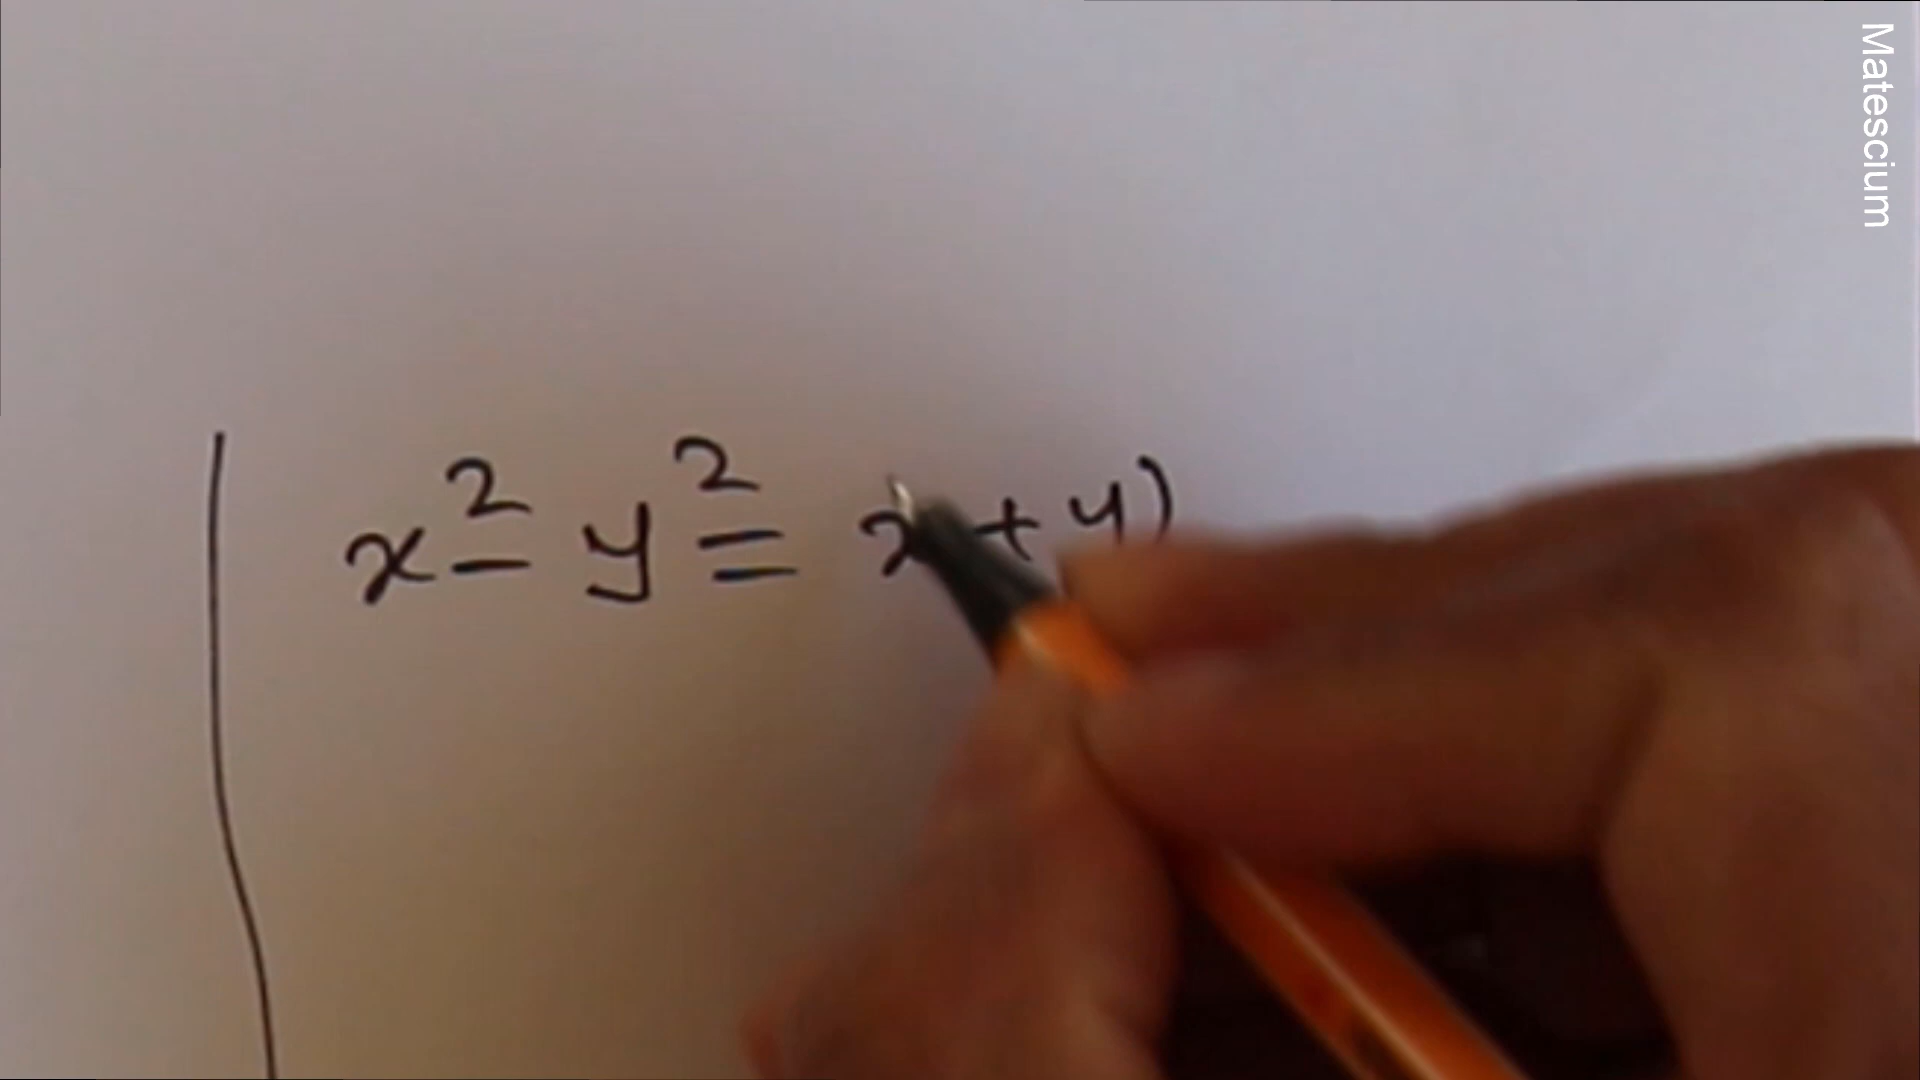 x² - y² = x + y)
Matescium